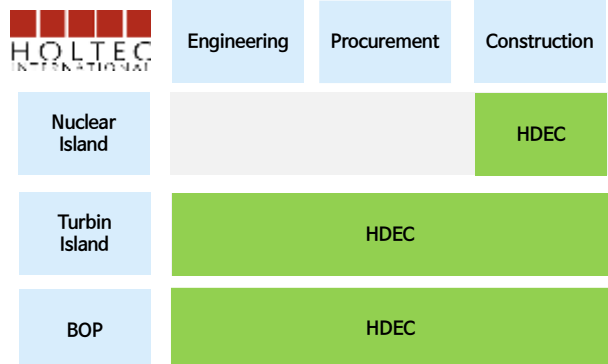 HOLTEC
INTERNATIONAL
Engineering
Procurement
Construction
Nuclear
Island
HDEC
Turbin
Island
HDEC
BOP
HDEC